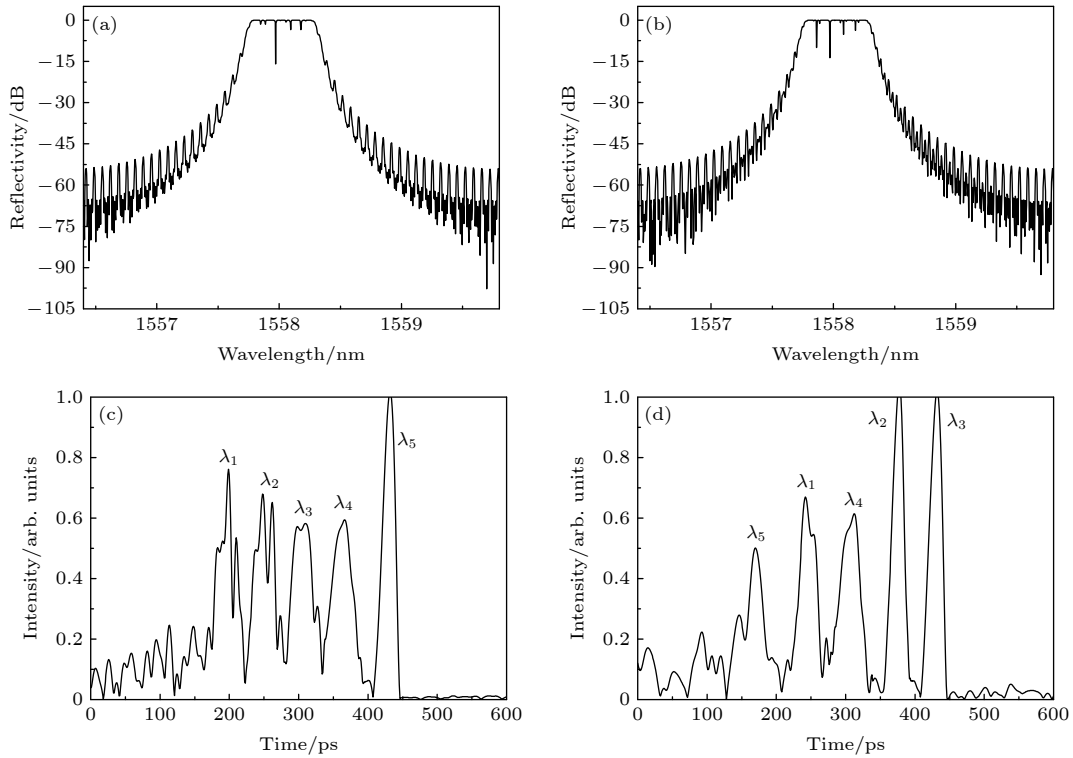 (a)
0
−15
−30
−45
−60
−75
−90
−105
Reflectivity/dB
1557
1558
1559
Wavelength/nm
(b)
0
−15
−30
−45
−60
−75
−90
−105
Reflectivity/dB
1557
1558
1559
Wavelength/nm
(c)
1.0
0.8
0.6
0.4
0.2
0
Intensity/arb. units
λ1
λ2
λ3
λ4
λ5
0
100
200
300
400
500
600
Time/ps
(d)
1.0
0.8
0.6
0.4
0.2
0
Intensity/arb. units
λ5
λ1
λ4
λ2
λ3
0
100
200
300
400
500
600
Time/ps